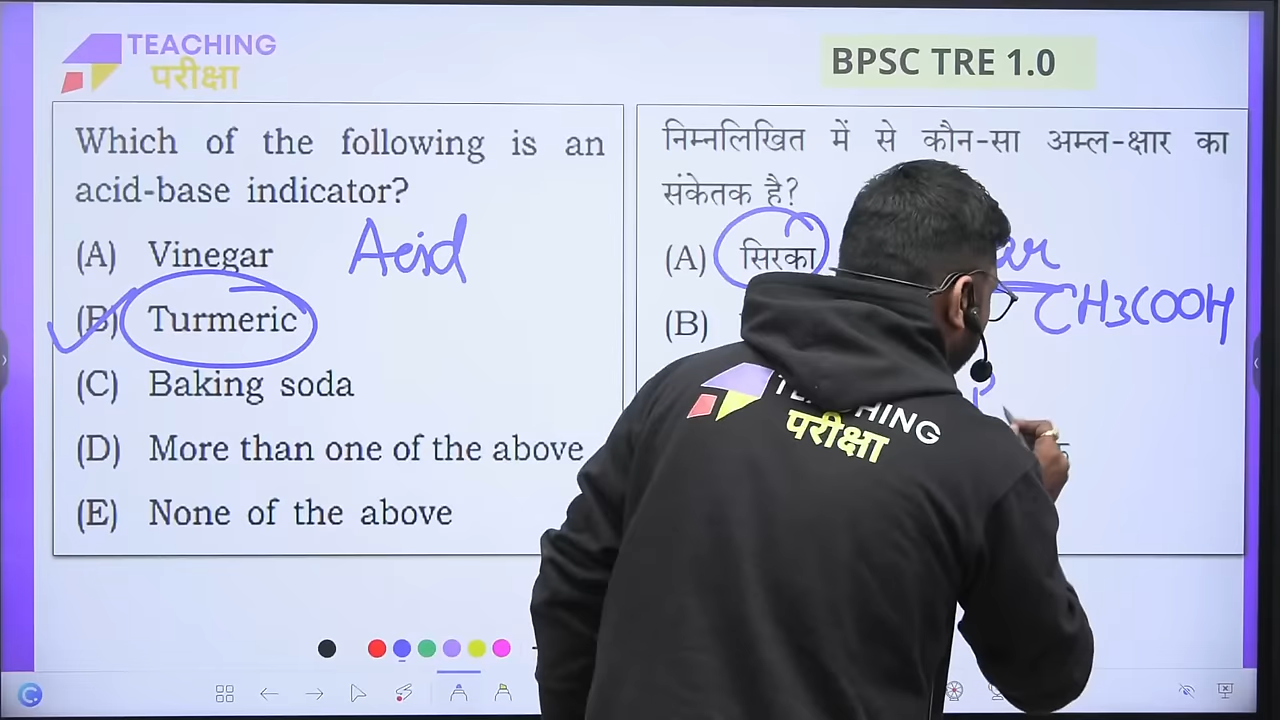 TEACHING
परीक्षा
BPSC TRE 1.0
Which of the following is an
acid-base indicator?
(A) Vinegar
Acid
(B) Turmeric
(C) Baking soda
(D) More than one of the above
(E) None of the above
निम्नलिखित में से कौन-सा अम्ल-क्षार का
संकेतक है?
(A) सिरका
CH3COOH
(B)
TEACHING
परीक्षा